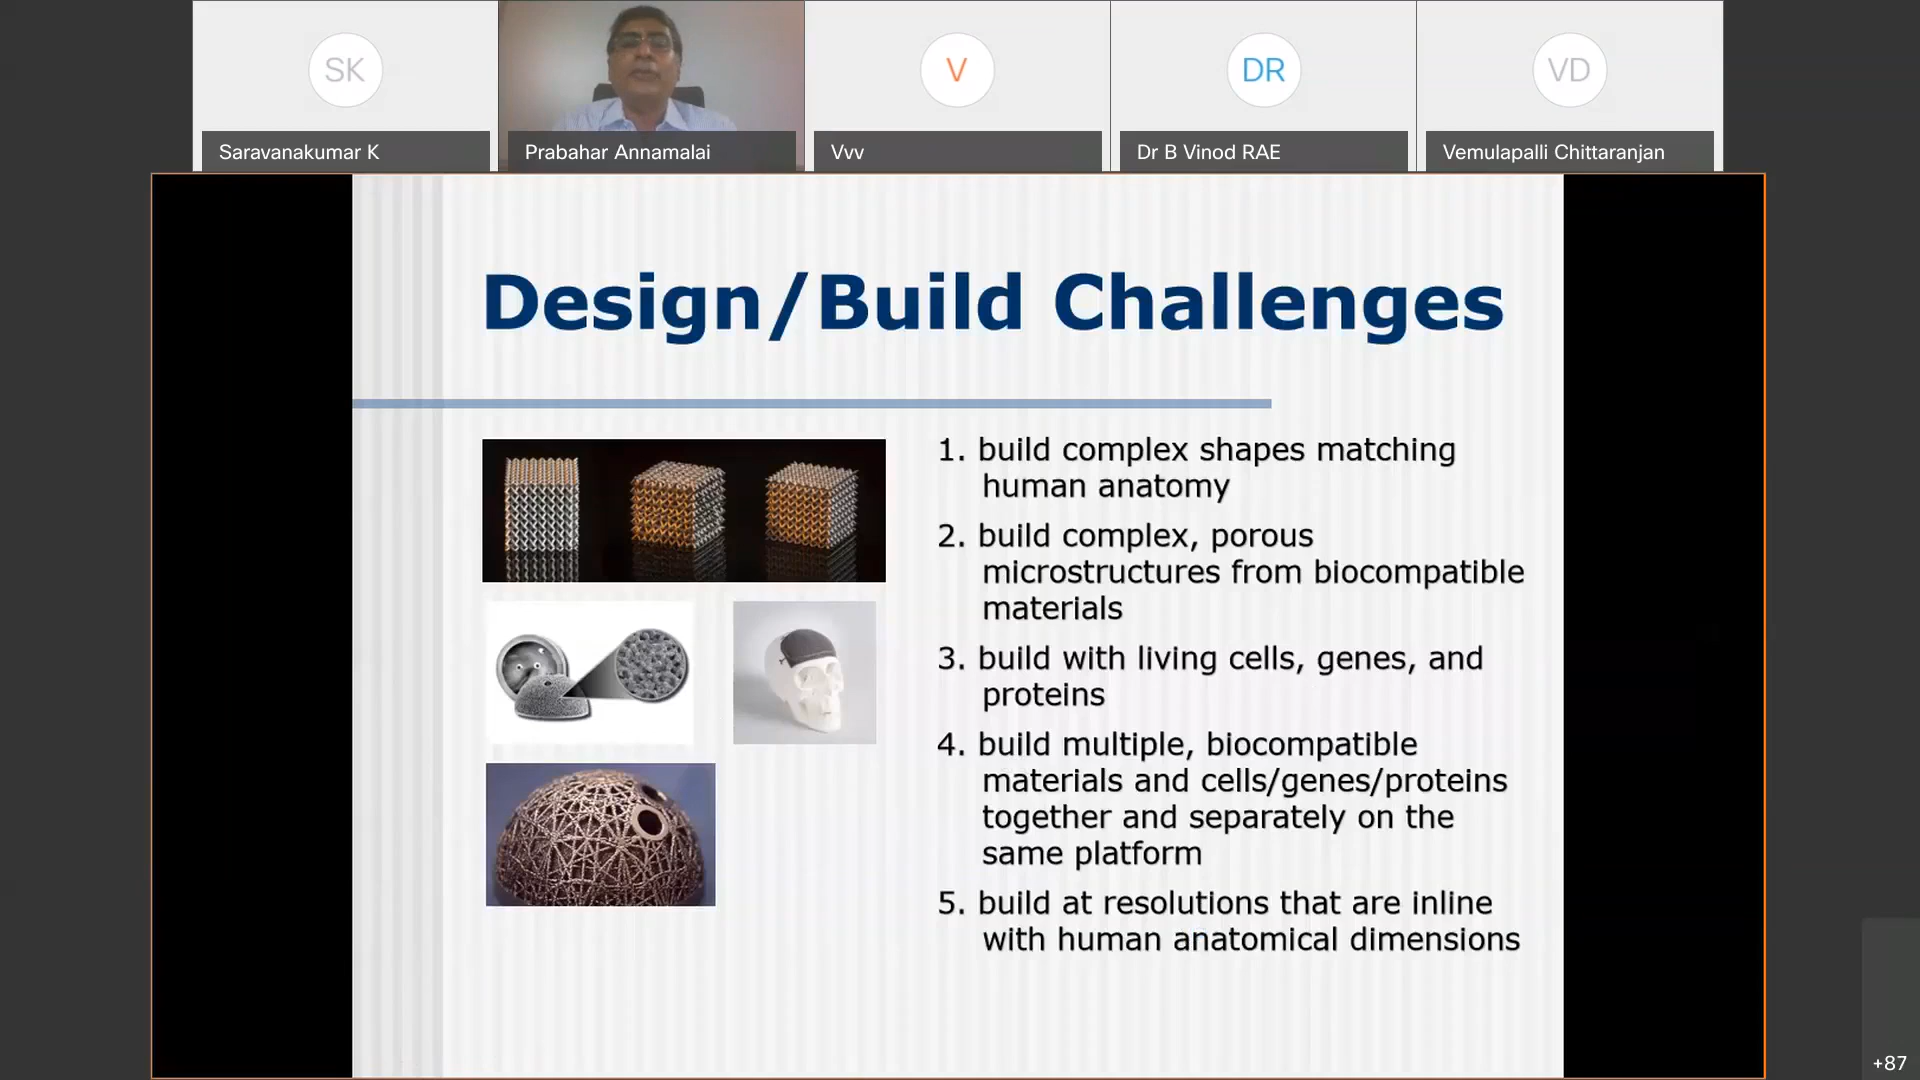 SK
V
DR
VD
Saravanakumar K
Prabahar Annamalai
Vvv
Dr B Vinod RAE
Vemulapalli Chittaranjan
Design/Build Challenges
1. build complex shapes matching
human anatomy
2. build complex, porous
microstructures from biocompatible
materials
3. build with living cells, genes, and
proteins
4. build multiple, biocompatible
materials and cells/genes/proteins
together and separately on the
same platform
5. build at resolutions that are inline
with human anatomical dimensions
+87